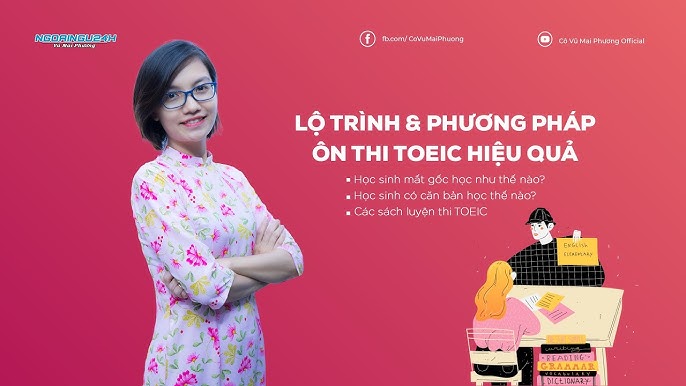 NGOAINGU24H
Vu Mai Phương
fb.com/ CoVuMaiPhuong
Cô Vũ Mai Phương Official
LỘ TRÌNH & PHƯƠNG PHÁP
ÔN THI TOEIC HIỆU QUẢ
Học sinh mất gốc học như thế nào?
Học sinh có căn bản học thế nào?
Các sách luyện thi TOEIC
ENGLISH
ELEMENTARY
writing
READING
GRAMMAR
VOCABULARY
DICTIONARY